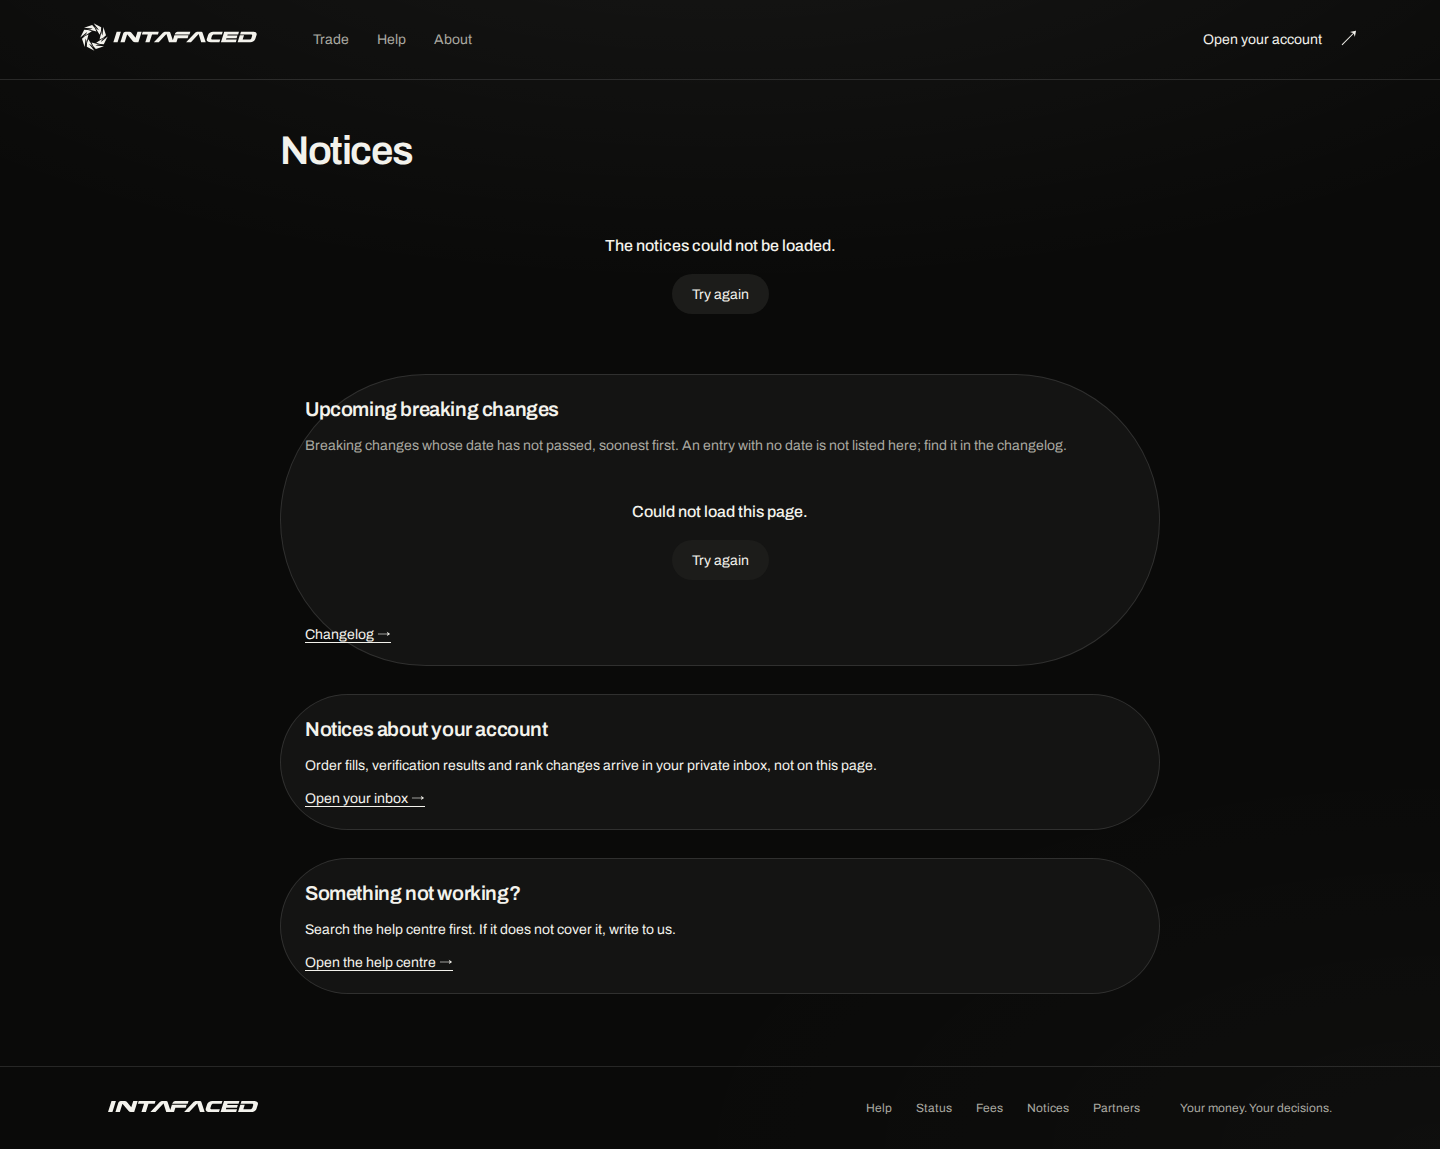 INTAFACED
Trade Help About
Open your account ↗
Notices
The notices could not be loaded.
Try again
Upcoming breaking changes
Breaking changes whose date has not passed, soonest first. An entry with no date is not listed here; find it in the changelog.
Could not load this page.
Try again
Changelog →
Notices about your account
Order fills, verification results and rank changes arrive in your private inbox, not on this page.
Open your inbox →
Something not working?
Search the help centre first. If it does not cover it, write to us.
Open the help centre →
INTAFACED
Help Status Fees Notices Partners Your money. Your decisions.